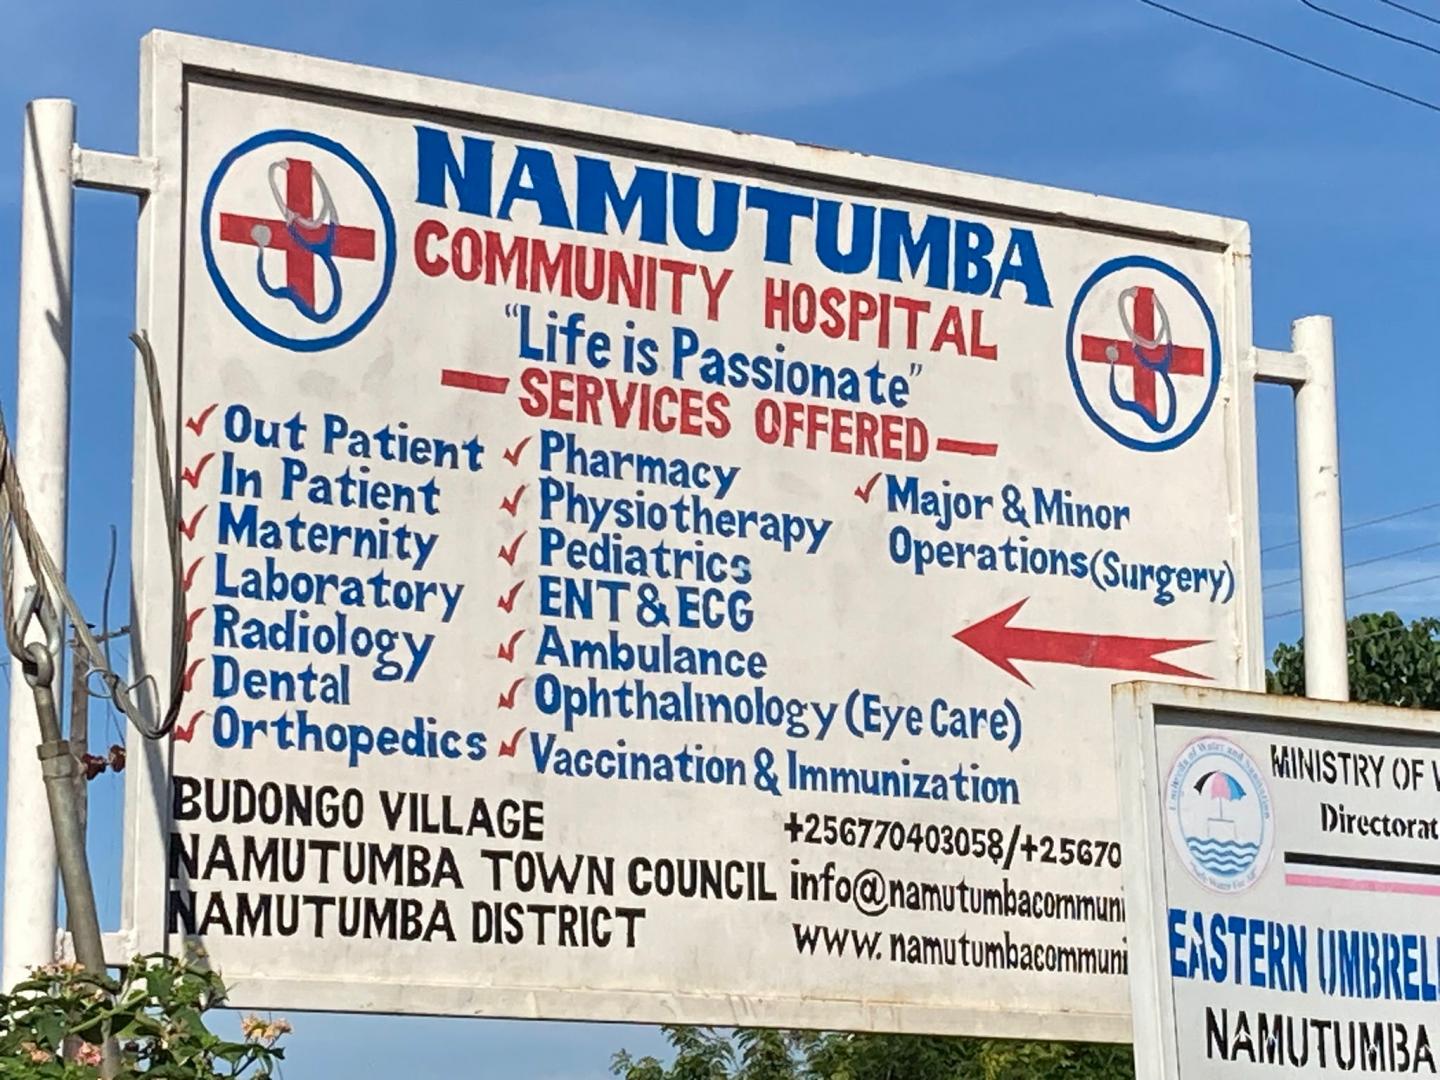 NAMUTUMBA
COMMUNITY HOSPITAL
"Life is Passionate"
SERVICES OFFERED
Out Patient
In Patient
Maternity
Laboratory
Radiology
Dental
Orthopedics
Pharmacy
Physiotherapy
Pediatrics
ENT & ECG
Ambulance
Ophthalmology (Eye Care)
Vaccination & Immunization
Major & Minor
Operations (Surgery)
BUDONGO VILLAGE
NAMUTUMBA TOWN COUNCIL
NAMUTUMBA DISTRICT
+256770403058/+25670
info@namutumbacommuni
www.namutumbacommuni
MINISTRY OF
Directorat
EASTERN UMBREL
NAMUTUMBA